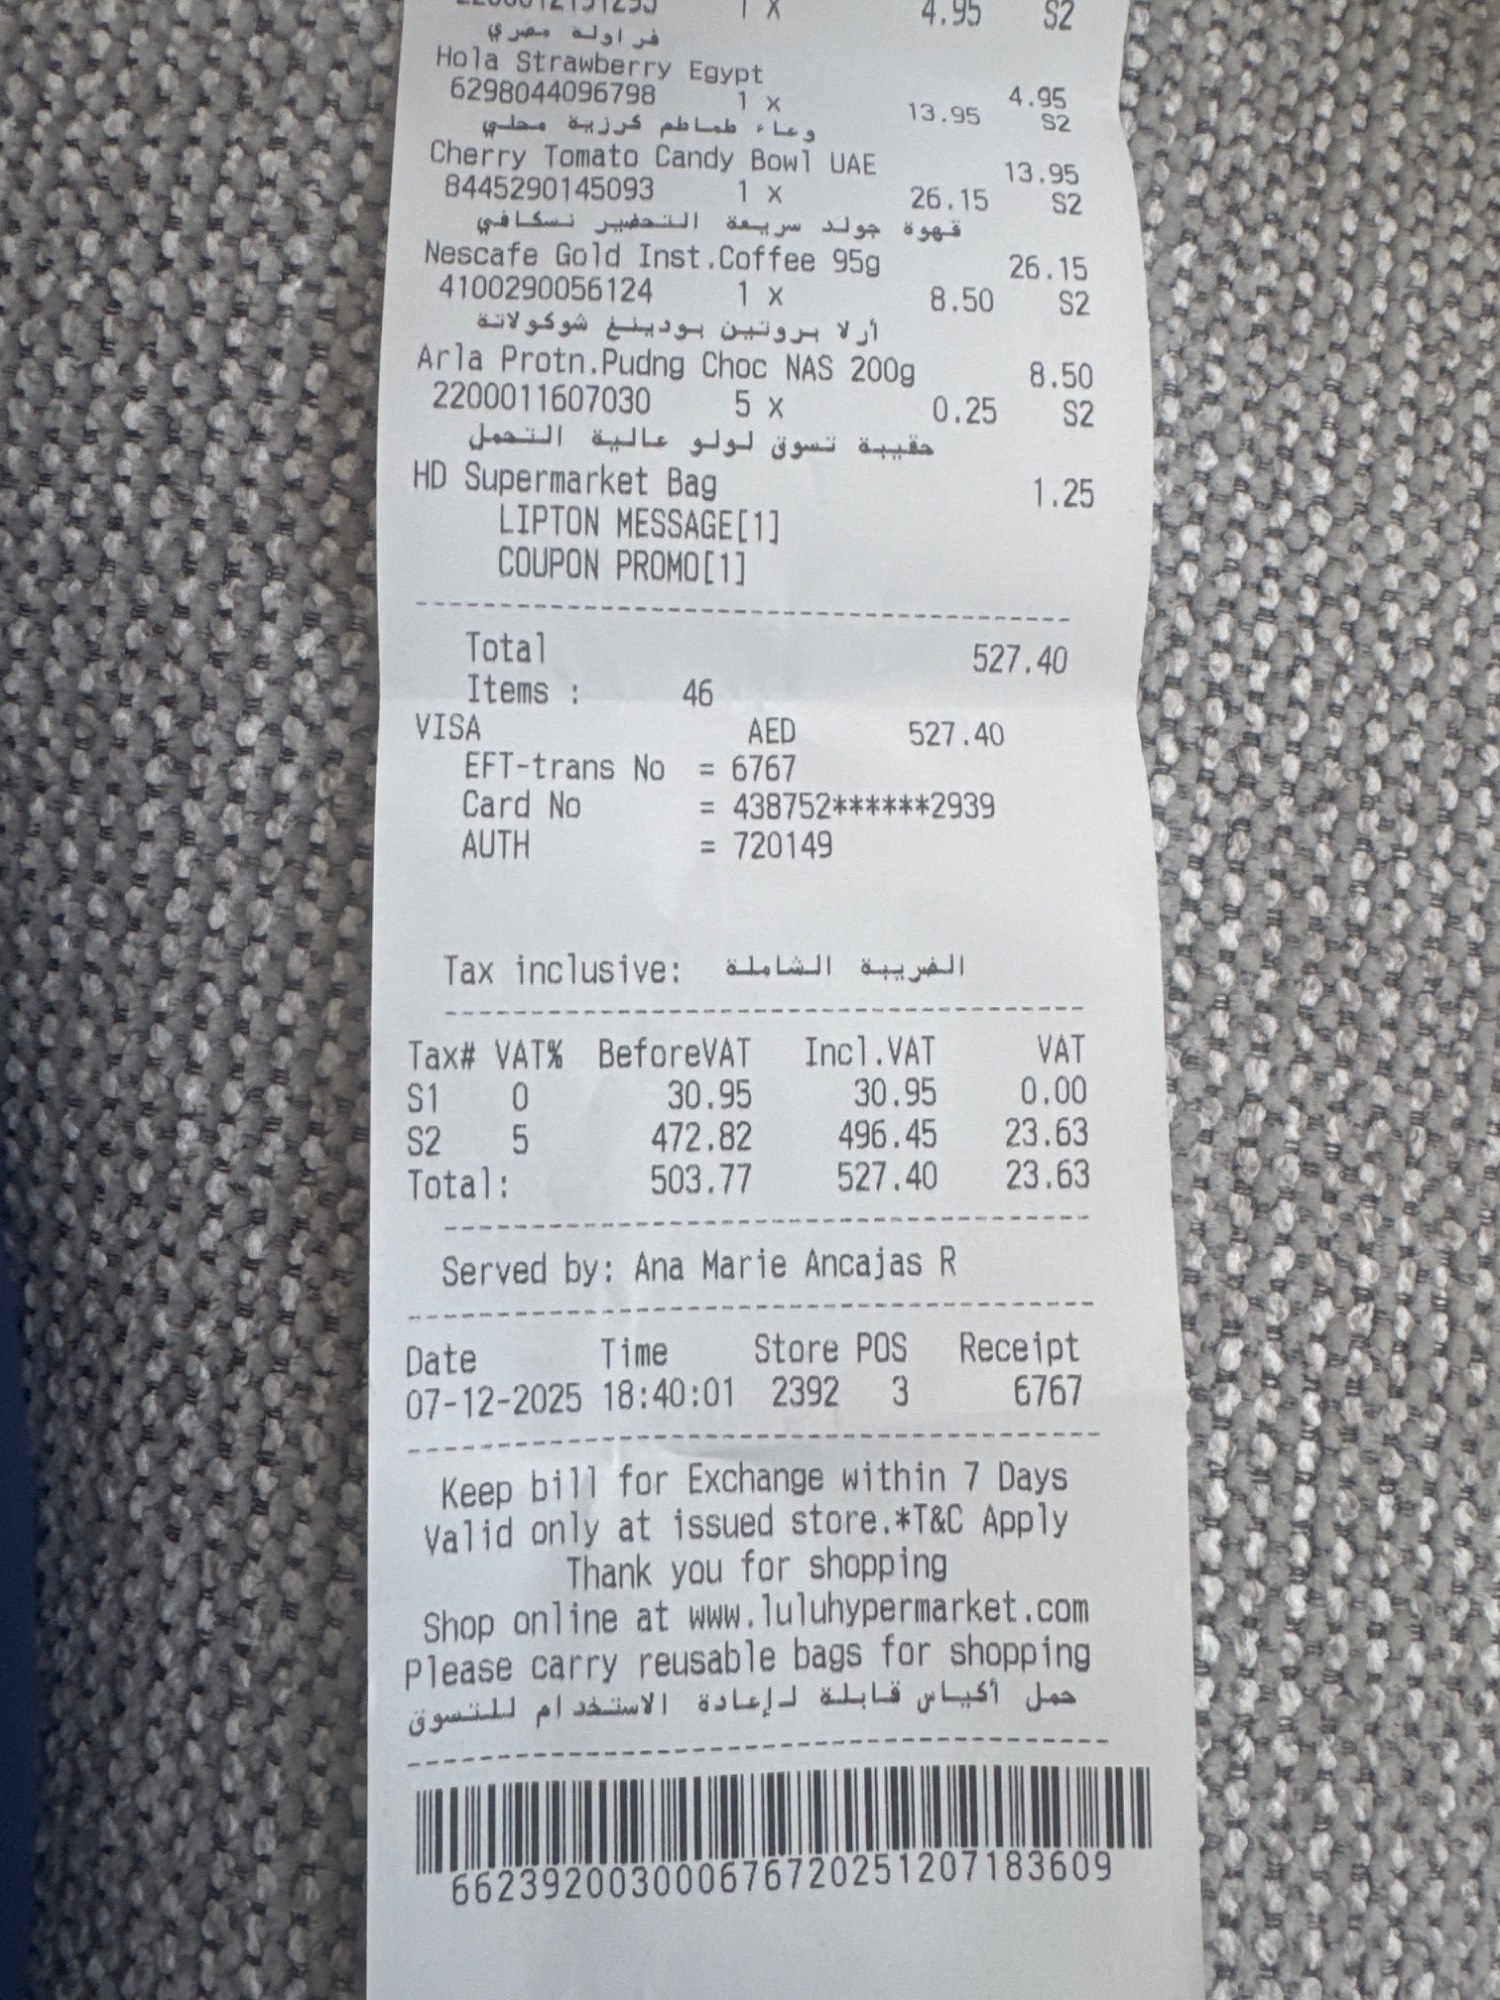 1 X 4.95 S2
فراولة مصري
Hola Strawberry Egypt 4.95
6298044096798 1 X 13.95 S2
وعاء طماطم كرزية محلي
Cherry Tomato Candy Bowl UAE 13.95
8445290145093 1 X 26.15 S2
قهوة جولد سريعة التحضير نسكافي
Nescafe Gold Inst.Coffee 95g 26.15
4100290056124 1 X 8.50 S2
أرلا بروتين بودينغ شوكولاتة
Arla Protn.Pudng Choc NAS 200g 8.50
2200011607030 5 X 0.25 S2
حقيبة تسوق لولو عالية التحمل
HD Supermarket Bag 1.25
LIPTON MESSAGE[1]
COUPON PROMO[1]
Total 527.40
Items : 46
VISA AED 527.40
EFT-trans No = 6767
Card No = 438752******2939
AUTH = 720149
Tax inclusive: الضريبة الشاملة
Tax# VAT% BeforeVAT Incl.VAT VAT
S1 0 30.95 30.95 0.00
S2 5 472.82 496.45 23.63
Total: 503.77 527.40 23.63
Served by: Ana Marie Ancajas R
Date Time Store POS Receipt
07-12-2025 18:40:01 2392 3 6767
Keep bill for Exchange within 7 Days
Valid only at issued store.*T&C Apply
Thank you for shopping
Shop online at www.luluhypermarket.com
Please carry reusable bags for shopping
حمل أكياس قابلة لإعادة الاستخدام للتسوق
662392003000676720251207183609